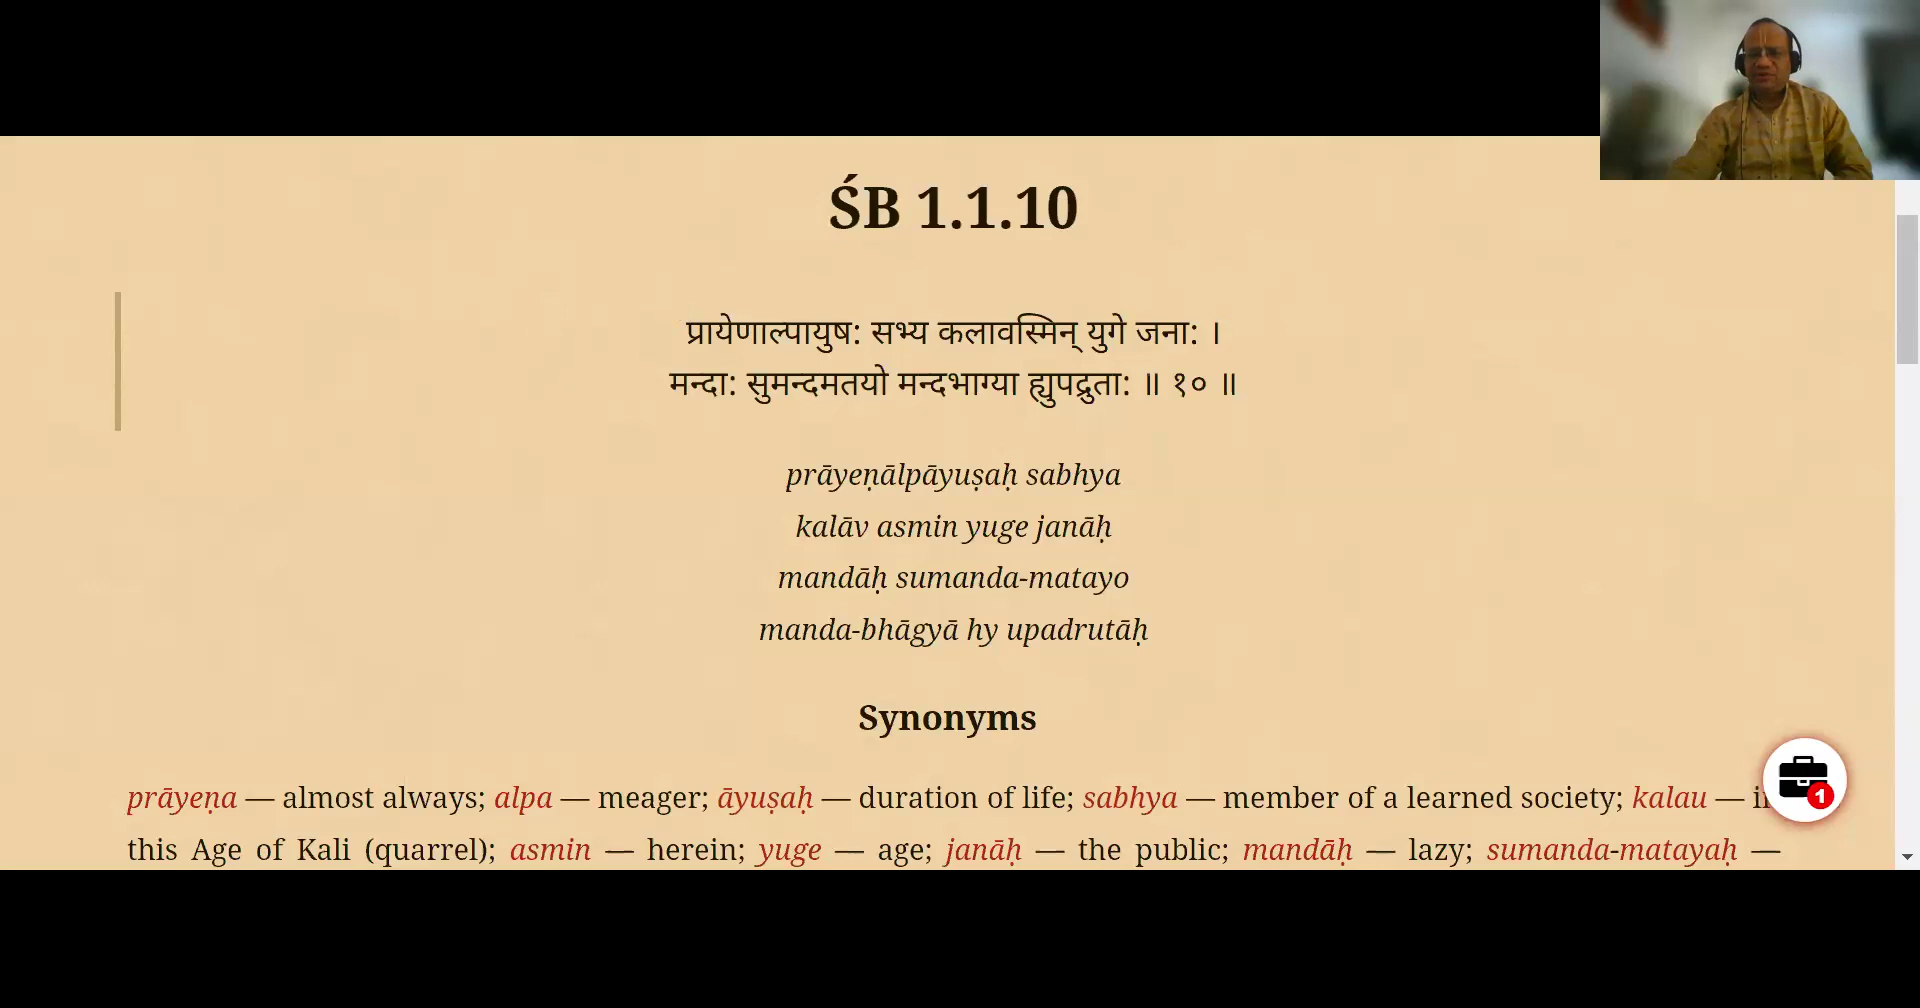 ŚB 1.1.10
प्रायेणाल्पायुष: सभ्य कलावस्मिन् युगे जना: ।
मन्दा: सुमन्दमतयो मन्दभाग्या ह्युपद्रुता: ॥ १० ॥
prāyeṇālpāyuṣaḥ sabhya
kalāv asmin yuge janāḥ
mandāḥ sumanda-matayo
manda-bhāgyā hy upadrutāḥ
Synonyms
prāyeṇa — almost always; alpa — meager; āyuṣaḥ — duration of life; sabhya — member of a learned society; kalau —
this Age of Kali (quarrel); asmin — herein; yuge — age; janāḥ — the public; mandāḥ — lazy; sumanda-matayaḥ —
1